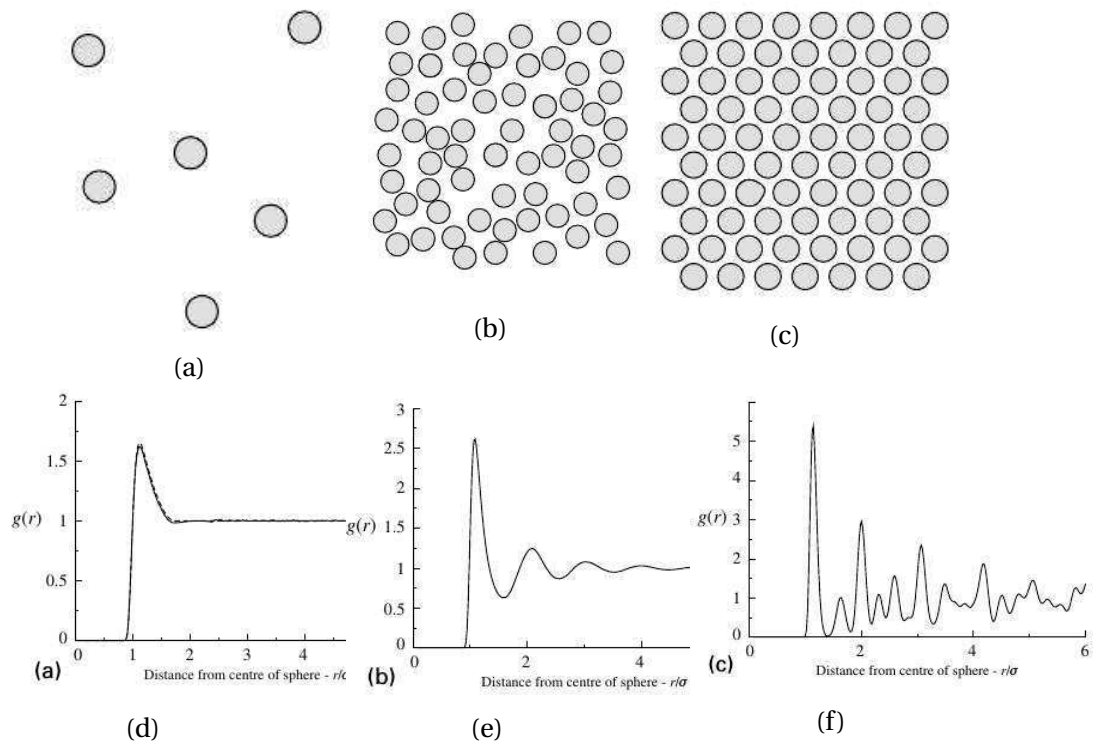 (a)
(b)
(c)
2
1.5
g(r)
1
0.5
0
0
1
2
3
4
(a)
Distance from centre of sphere - r/σ
3
2.5
2
1.5
g(r)
1
0.5
0
0
2
4
(b)
Distance from centre of sphere - r/σ
5
4
3
g(r)
2
1
0
0
2
4
6
(c)
Distance from centre of sphere - r/σ
(d)
(e)
(f)